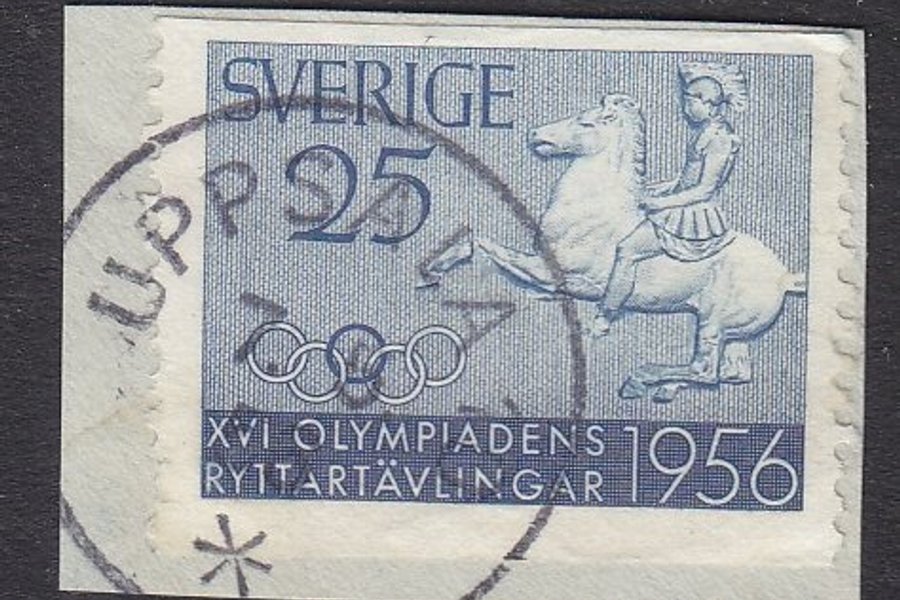 SVERIGE
25
UPPSALA
XVI OLYMPIADENS
RYTTARTÄVLINGAR
1956